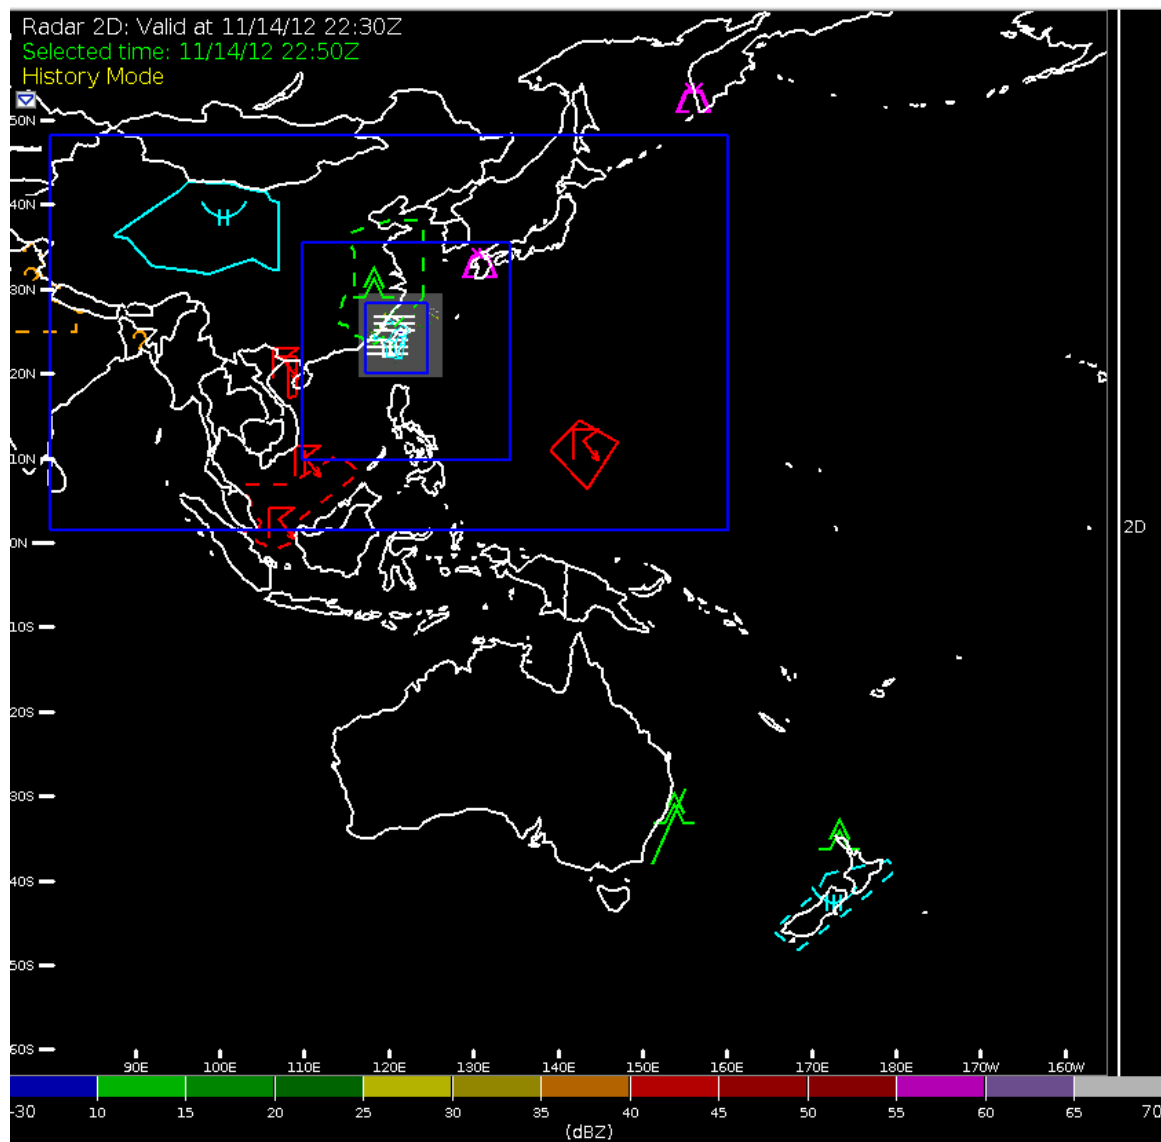 Radar 2D: Valid at 11/14/12 22:30Z
Selected time: 11/14/12 22:50Z
History Mode
50N
40N
30N
20N
10N
0N
2D
10S
20S
30S
40S
50S
60S
90E 100E 110E 120E 130E 140E 150E 160E 170E 180E 170W 160W
-30 10 15 20 25 30 35 40 45 50 55 60 65 70
(dBZ)